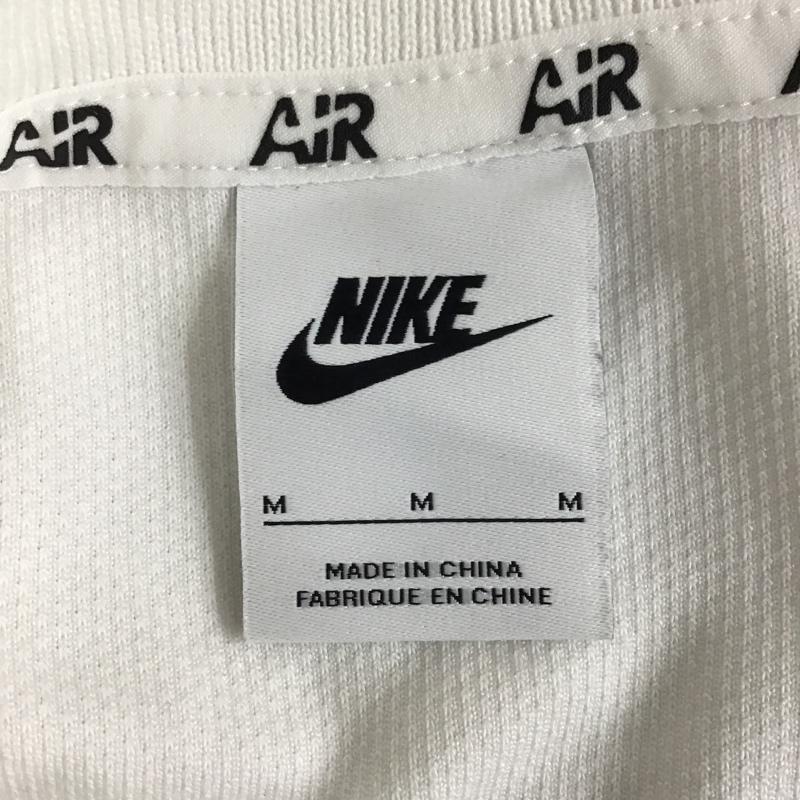 AIR AIR AIR
NIKE
M M M
MADE IN CHINA
FABRIQUE EN CHINE